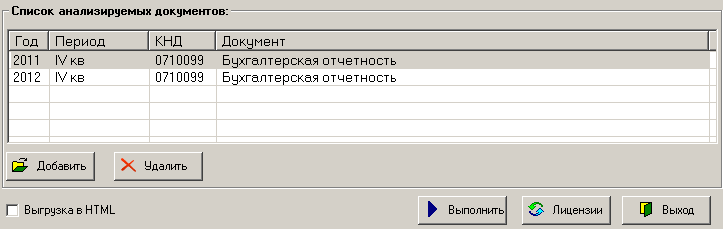 Список анализируемых документов:
Год Период КНД Документ
2011 IV кв 0710099 Бухгалтерская отчетность
2012 IV кв 0710099 Бухгалтерская отчетность
Добавить Удалить
Выгрузка в HTML Выполнить Лицензии Выход